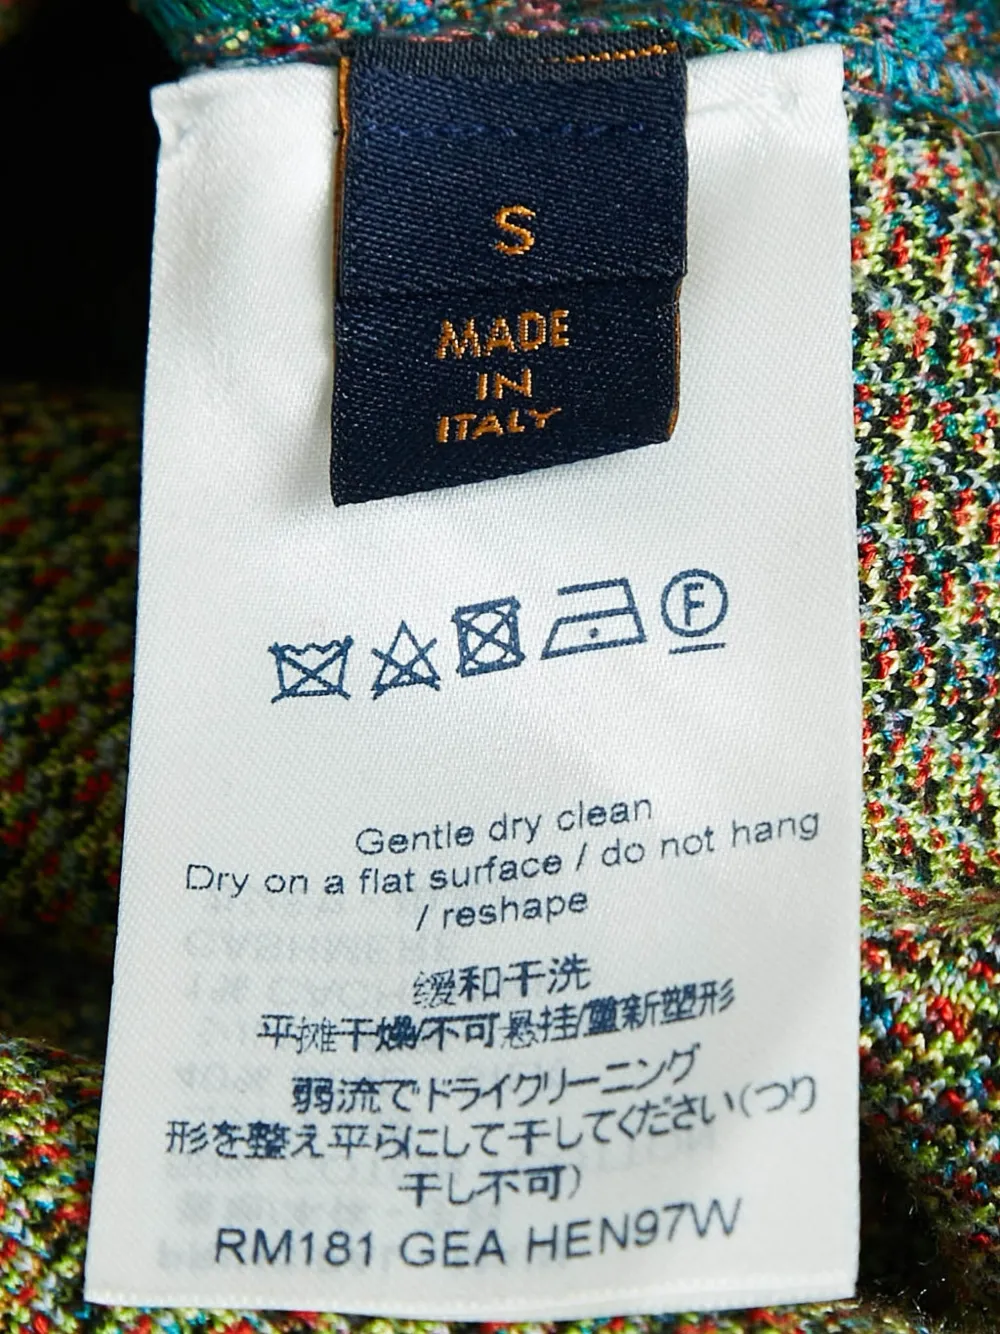 S
MADE
IN
ITALY
F
Gentle dry clean
Dry on a flat surface / do not hang
/ reshape
缓和干洗
平摊干燥/不可悬挂/重新塑形
弱流でドライクリーニング
形を整え平らにして干してください(つり
干し不可)
RM181 GEA HEN97W